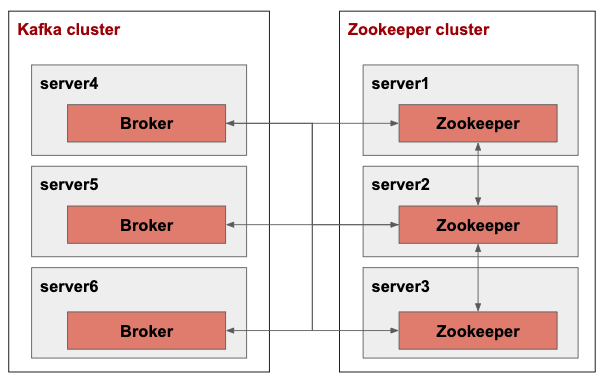 Kafka cluster
server4
Broker
server5
Broker
server6
Broker
Zookeeper cluster
server1
Zookeeper
server2
Zookeeper
server3
Zookeeper